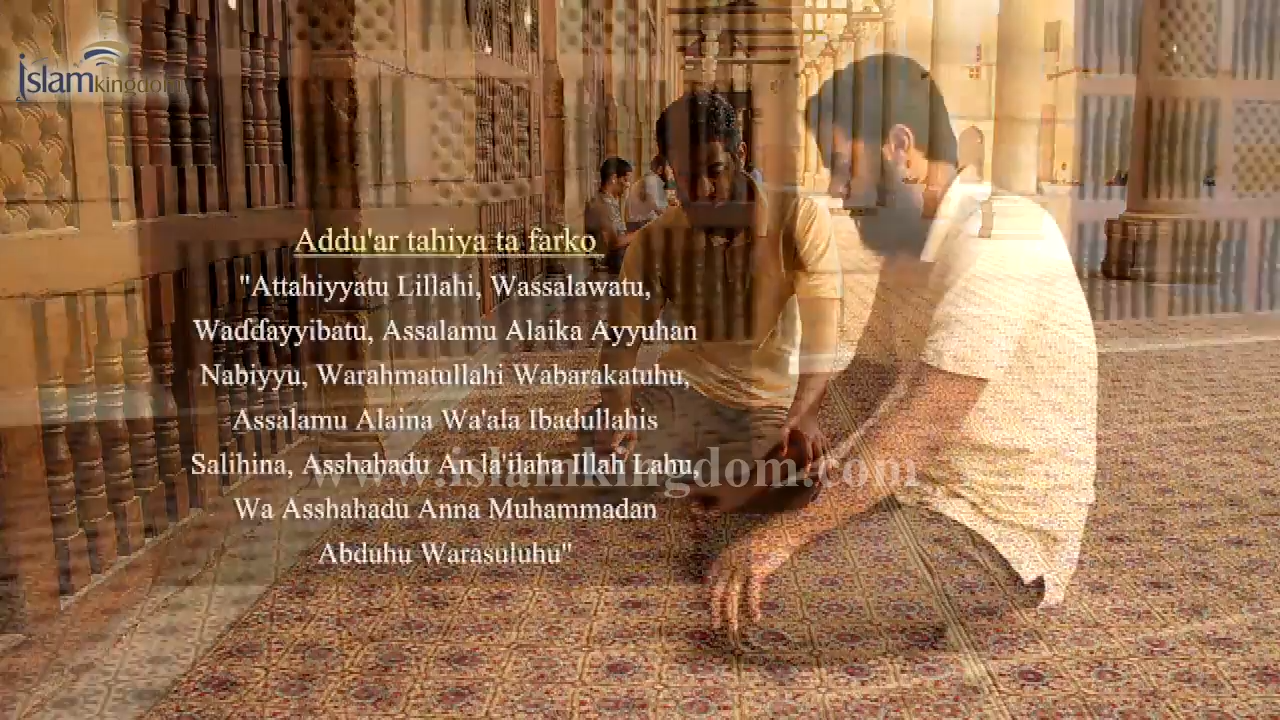 islamkingdom
Addu'ar tahiya ta farko
"Attahiyyatu Lillahi, Wassalawatu,
Waɗɗayyibatu, Assalamu Alaika Ayyuhan
Nabiyyu, Warahmatullahi Wabarakatuhu,
Assalamu Alaina Wa'ala Ibadullahis
Salihina, Asshahadu An la'ilaha Illah Lahu,
www.islamkingdom.com
Wa Asshahadu Anna Muhammadan
Abduhu Warasuluhu"